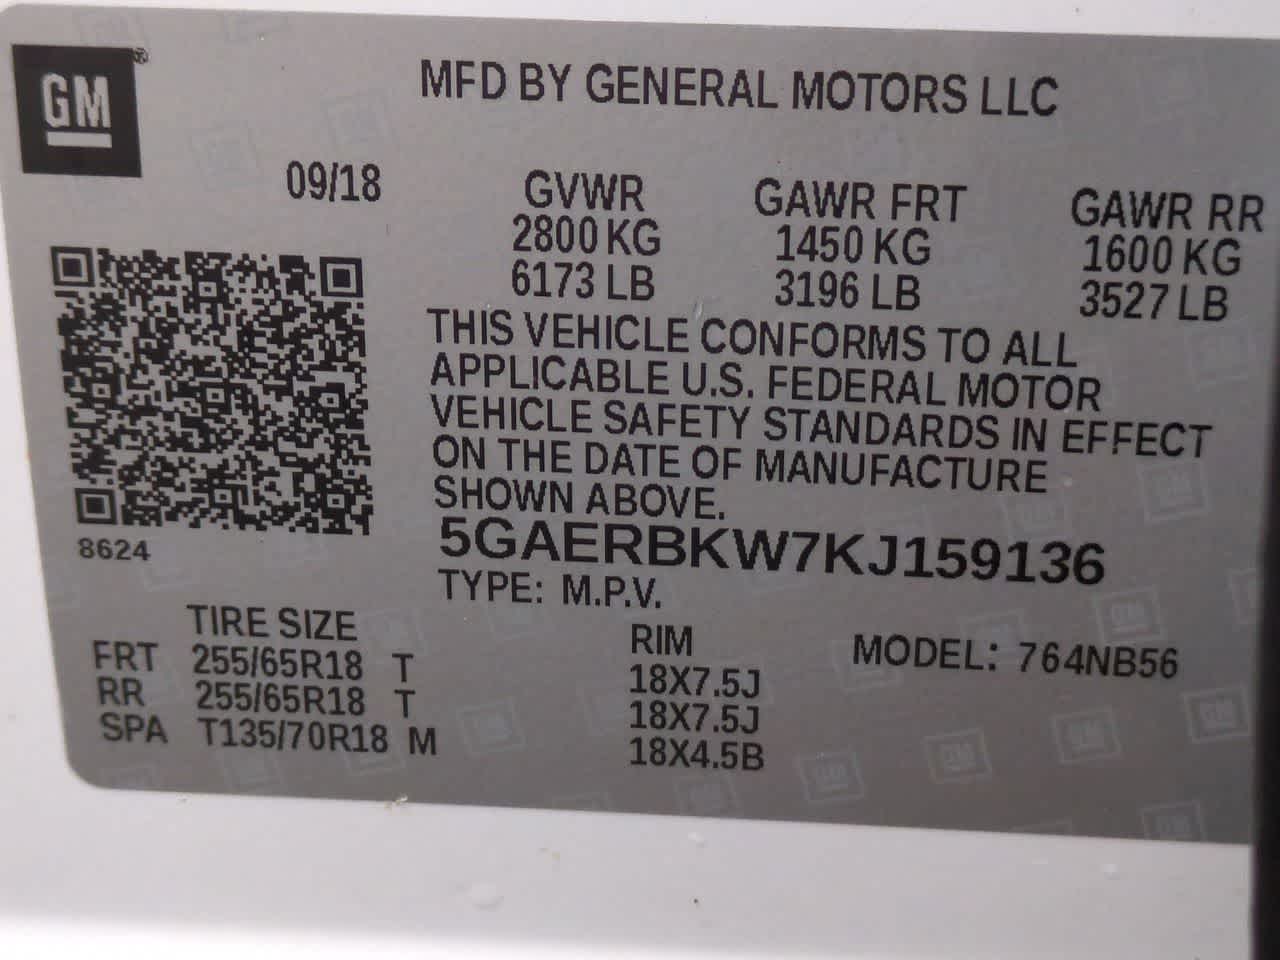 GM®
MFD BY GENERAL MOTORS LLC
09/18
GVWR
2800 KG
6173 LB
GAWR FRT
1450 KG
3196 LB
GAWR RR
1600 KG
3527 LB
THIS VEHICLE CONFORMS TO ALL
APPLICABLE U.S. FEDERAL MOTOR
VEHICLE SAFETY STANDARDS IN EFFECT
ON THE DATE OF MANUFACTURE
SHOWN ABOVE.
5GAERBKW7KJ159136
TYPE: M.P.V.
8624
TIRE SIZE RIM MODEL: 764NB56
FRT 255/65R18 T 18X7.5J
RR 255/65R18 T 18X7.5J
SPA T135/70R18 M 18X4.5B